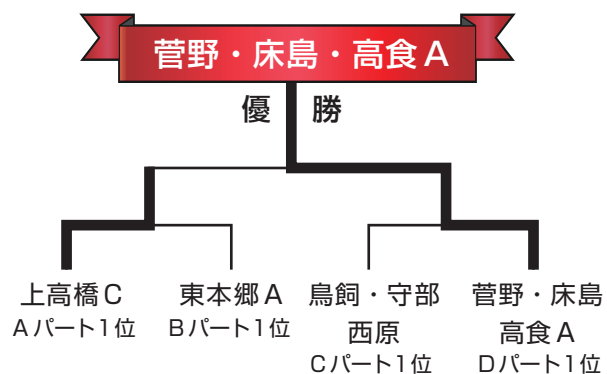 菅野・床島・高食A
優勝
上高橋C
Aパート1位
東本郷A
Bパート1位
鳥飼・守部
西原
Cパート1位
菅野・床島
高食A
Dパート1位